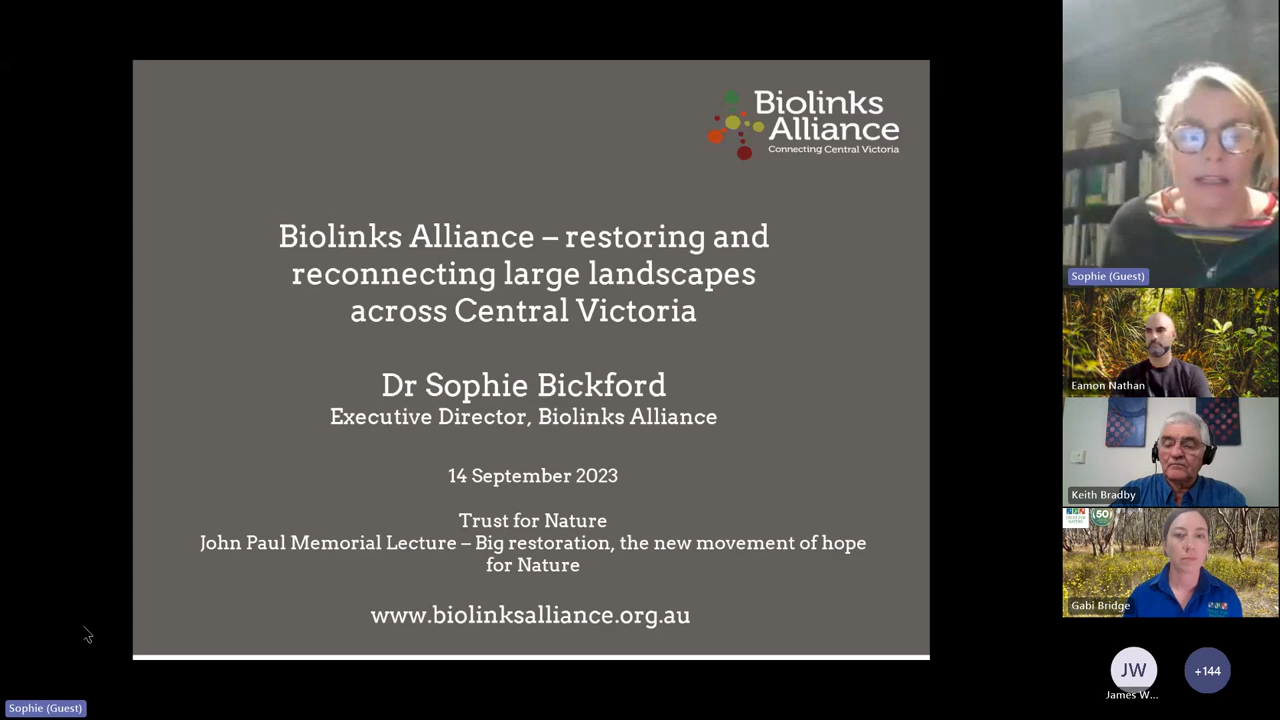 Biolinks
Alliance
Connecting Central Victoria
Biolinks Alliance – restoring and
reconnecting large landscapes
across Central Victoria
Dr Sophie Bickford
Executive Director, Biolinks Alliance
14 September 2023
Trust for Nature
John Paul Memorial Lecture – Big restoration, the new movement of hope
for Nature
www.biolinksalliance.org.au
Sophie (Guest)
Eamon Nathan
Keith Bradby
50
Gabi Bridge
JW
+144
James W...
Sophie (Guest)